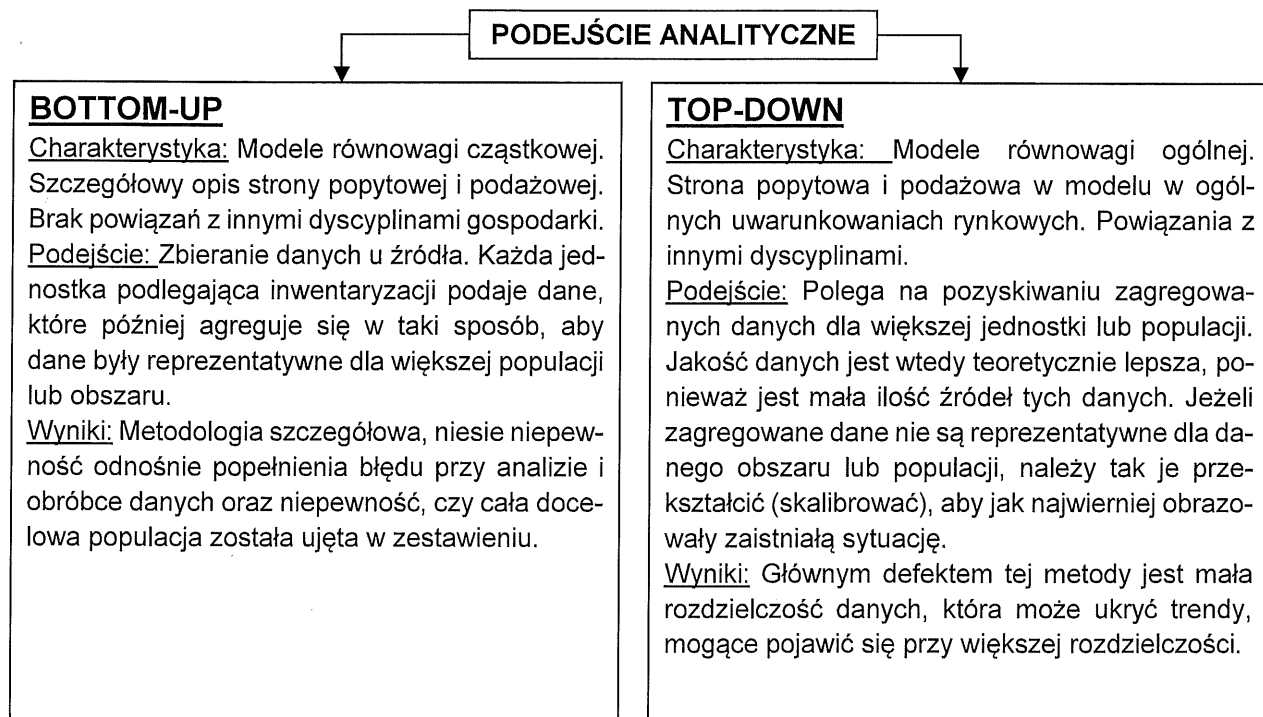 PODEJŚCIE ANALITYCZNE
BOTTOM-UP
Charakterystyka: Modele równowagi cząstkowej.
Szczegółowy opis strony popytowej i podażowej.
Brak powiązań z innymi dyscyplinami gospodarki.
Podejście: Zbieranie danych u źródła. Każda jed-
nostka podlegająca inwentaryzacji podaje dane,
które później agreguje się w taki sposób, aby
dane były reprezentatywne dla większej populacji
lub obszaru.
Wyniki: Metodologia szczegółowa, niesie niepew-
ność odnośnie popełnienia błędu przy analizie i
obróbce danych oraz niepewność, czy cała doce-
lowa populacja została ujęta w zestawieniu.
TOP-DOWN
Charakterystyka: Modele równowagi ogólnej.
Strona popytowa i podażowa w modelu w ogól-
nych uwarunkowaniach rynkowych. Powiązania z
innymi dyscyplinami.
Podejście: Polega na pozyskiwaniu zagregowa-
nych danych dla większej jednostki lub populacji.
Jakość danych jest wtedy teoretycznie lepsza, po-
nieważ jest mała ilość źródeł tych danych. Jeżeli
zagregowane dane nie są reprezentatywne dla da-
nego obszaru lub populacji, należy tak je prze-
kształcić (skalibrować), aby jak najwierniej obrazo-
wały zaistniałą sytuację.
Wyniki: Głównym defektem tej metody jest mała
rozdzielczość danych, która może ukryć trendy,
mogące pojawić się przy większej rozdzielczości.